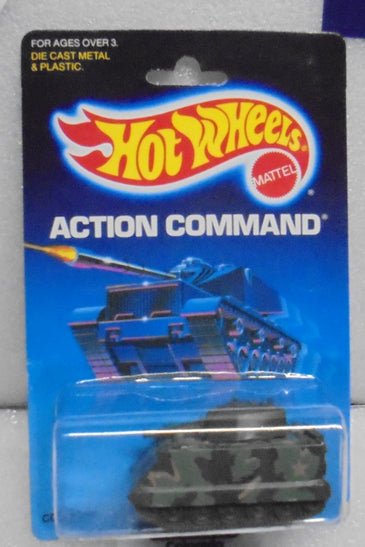 FOR AGES OVER 3.
DIE CAST METAL
& PLASTIC.
HOT WHEELS®
MATTEL®
ACTION COMMAND®